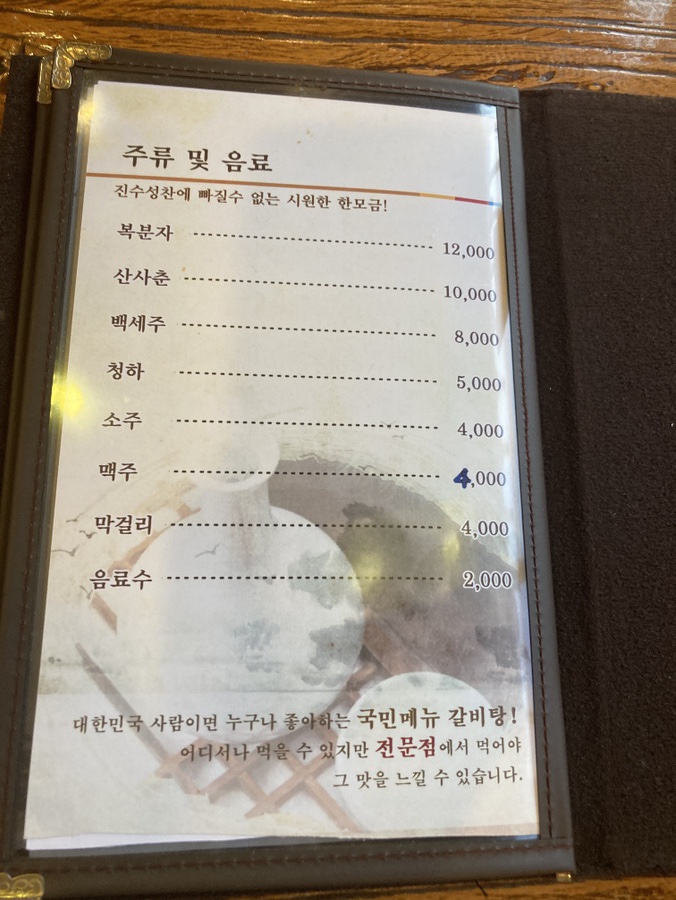 주류 및 음료
진수성찬에 빠질수 없는 시원한 한모금!
복분자 12,000
산사춘 10,000
백세주 8,000
청하 5,000
소주 4,000
맥주 4,000
막걸리 4,000
음료수 2,000
대한민국 사람이면 누구나 좋아하는 국민메뉴 갈비탕!
어디서나 먹을 수 있지만 전문점에서 먹어야
그 맛을 느낄 수 있습니다.